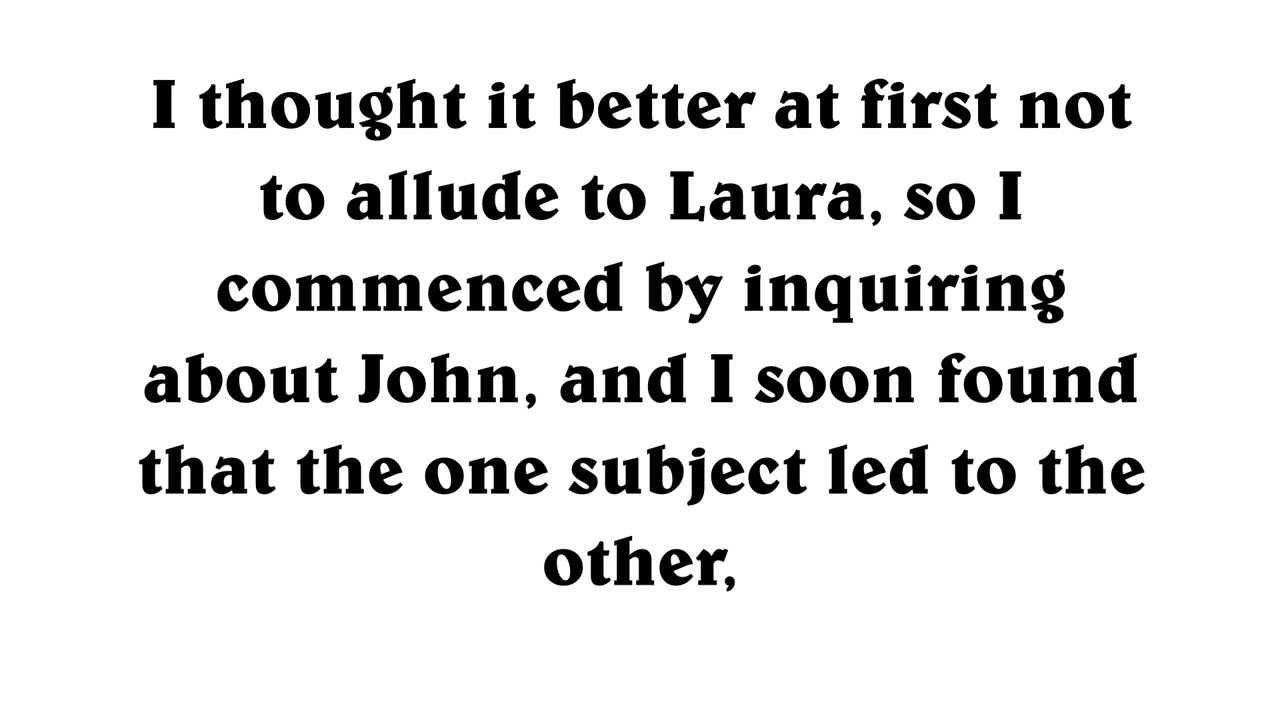 I thought it better at first not
to allude to Laura, so I
commenced by inquiring
about John, and I soon found
that the one subject led to the
other,